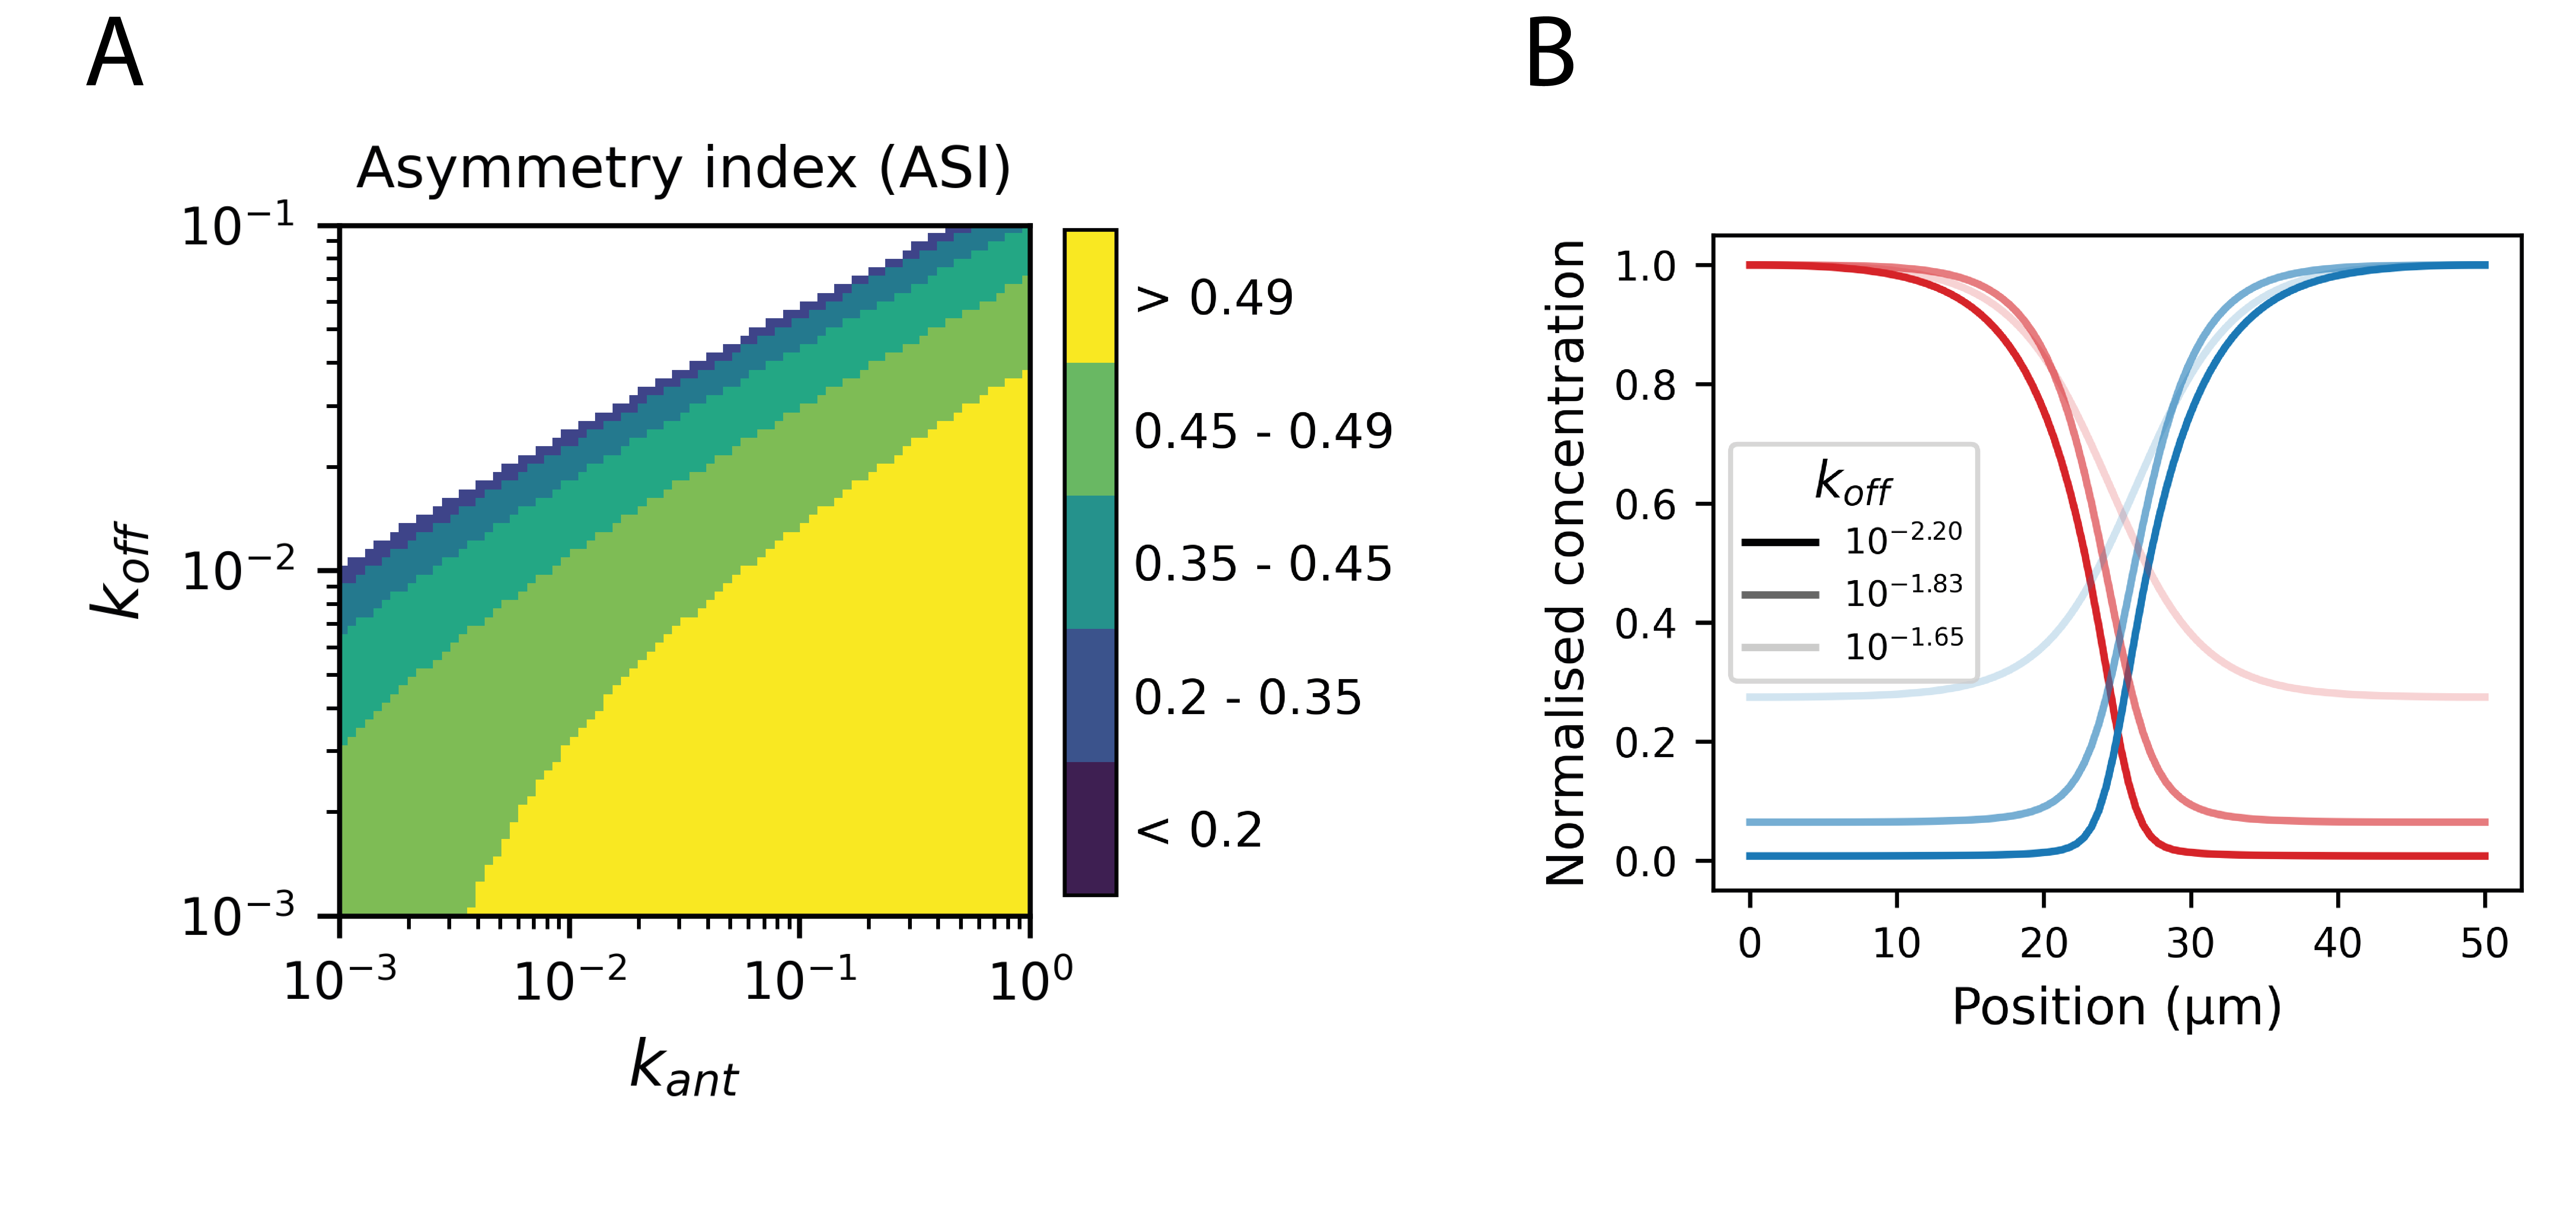 A
Asymmetry index (ASI)
10⁻¹
10⁻²
10⁻³
k_off
10⁻³ 10⁻² 10⁻¹ 10⁰
k_ant
> 0.49
0.45 - 0.49
0.35 - 0.45
0.2 - 0.35
< 0.2
B
Normalised concentration
1.0
0.8
0.6
0.4
0.2
0.0
k_off
10⁻²·²⁰
10⁻¹·⁸³
10⁻¹·⁶⁵
0 10 20 30 40 50
Position (µm)